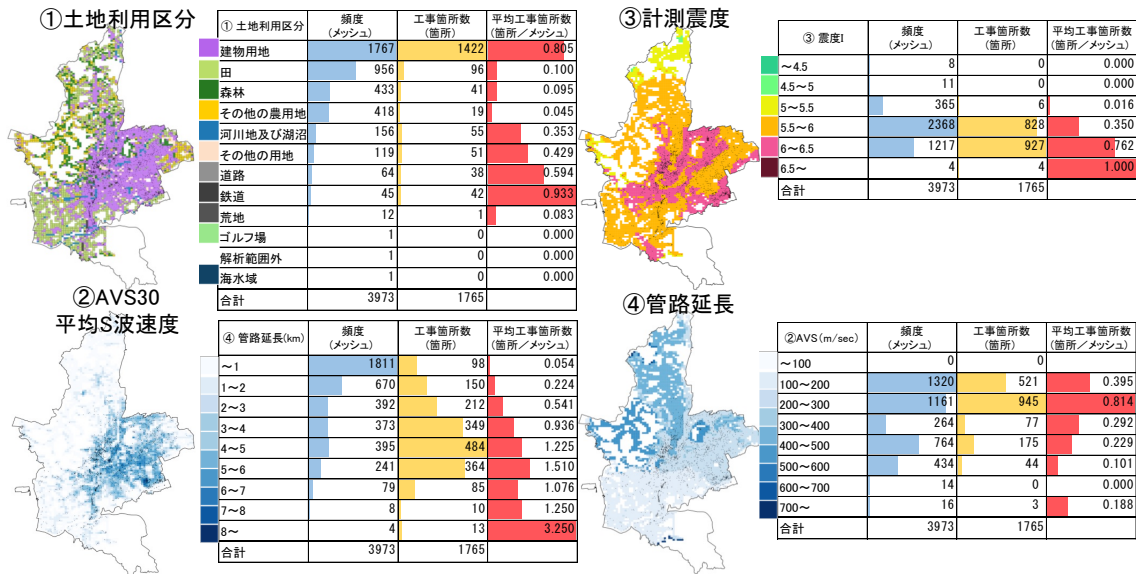 ①土地利用区分
① 土地利用区分 頻度(メッシュ) 工事箇所数(箇所) 平均工事箇所数(箇所/メッシュ)
建物用地 1767 1422 0.805
田 956 96 0.100
森林 433 41 0.095
その他の農用地 418 19 0.045
河川地及び湖沼 156 55 0.353
その他の用地 119 51 0.429
道路 64 38 0.594
鉄道 45 42 0.933
荒地 12 1 0.083
ゴルフ場 1 0 0.000
解析範囲外 1 0 0.000
海水域 1 0 0.000
合計 3973 1765
③計測震度
③ 震度I 頻度(メッシュ) 工事箇所数(箇所) 平均工事箇所数(箇所/メッシュ)
~4.5 8 0 0.000
4.5~5 11 0 0.000
5~5.5 365 6 0.016
5.5~6 2368 828 0.350
6~6.5 1217 927 0.762
6.5~ 4 4 1.000
合計 3973 1765
②AVS30
平均S波速度
④ 管路延長(km) 頻度(メッシュ) 工事箇所数(箇所) 平均工事箇所数(箇所/メッシュ)
~1 1811 98 0.054
1~2 670 150 0.224
2~3 392 212 0.541
3~4 373 349 0.936
4~5 395 484 1.225
5~6 241 364 1.510
6~7 79 85 1.076
7~8 8 10 1.250
8~ 4 13 3.250
合計 3973 1765
④管路延長
②AVS(m/sec) 頻度(メッシュ) 工事箇所数(箇所) 平均工事箇所数(箇所/メッシュ)
~100 0 0
100~200 1320 521 0.395
200~300 1161 945 0.814
300~400 264 77 0.292
400~500 764 175 0.229
500~600 434 44 0.101
600~700 14 0 0.000
700~ 16 3 0.188
合計 3973 1765